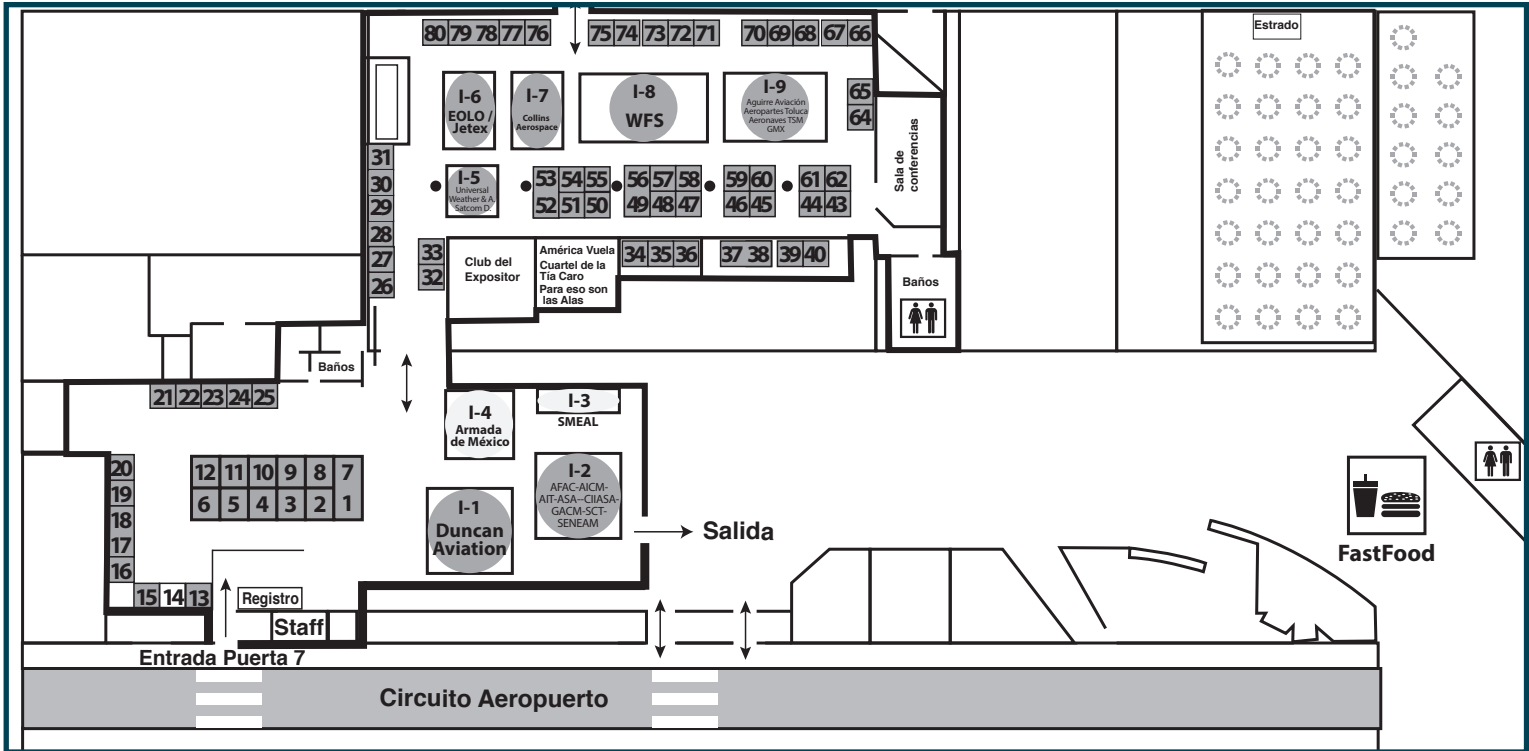 80 79 78 77 76
75 74 73 72 71
70 69 68 67 66
Estrado
I-6
EOLO /
Jetex
I-7
Collins
Aerospace
I-8
WFS
I-9
Aguirre Aviación
Aeropartes Toluca
Aeronaves TSM
GMX
65
64
Sala de
conferencias
31
30
29
28
27
26
I-5
Universal
Weather & A.
Satcom D.
53 54 55
52 51 50
56 57 58
49 48 47
59 60
46 45
61 62
44 43
33
32
Club del
Expositor
América Vuela
Cuartel de la
Tía Caro
Para eso son
las Alas
34 35 36
37 38
39 40
Baños
Baños
21 22 23 24 25
I-4
Armada
de México
I-3
SMEAL
20
19
18
17
16
12 11 10 9 8 7
6 5 4 3 2 1
I-1
Duncan
Aviation
I-2
AFAC-AICM-
AIT-ASA--CIIASA-
GACM-SCT-
SENEAM
Salida
FastFood
15 14 13
Registro
Staff
Entrada Puerta 7
Circuito Aeropuerto